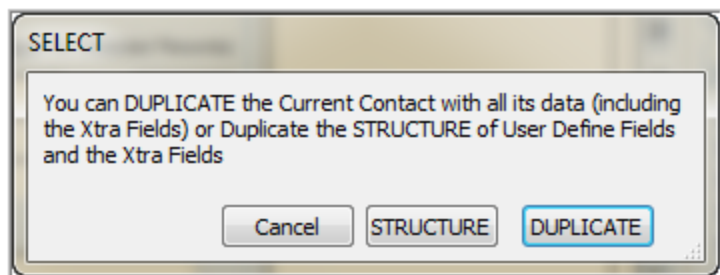 SELECT
You can DUPLICATE the Current Contact with all its data (including
the Xtra Fields) or Duplicate the STRUCTURE of User Define Fields
and the Xtra Fields
Cancel STRUCTURE DUPLICATE